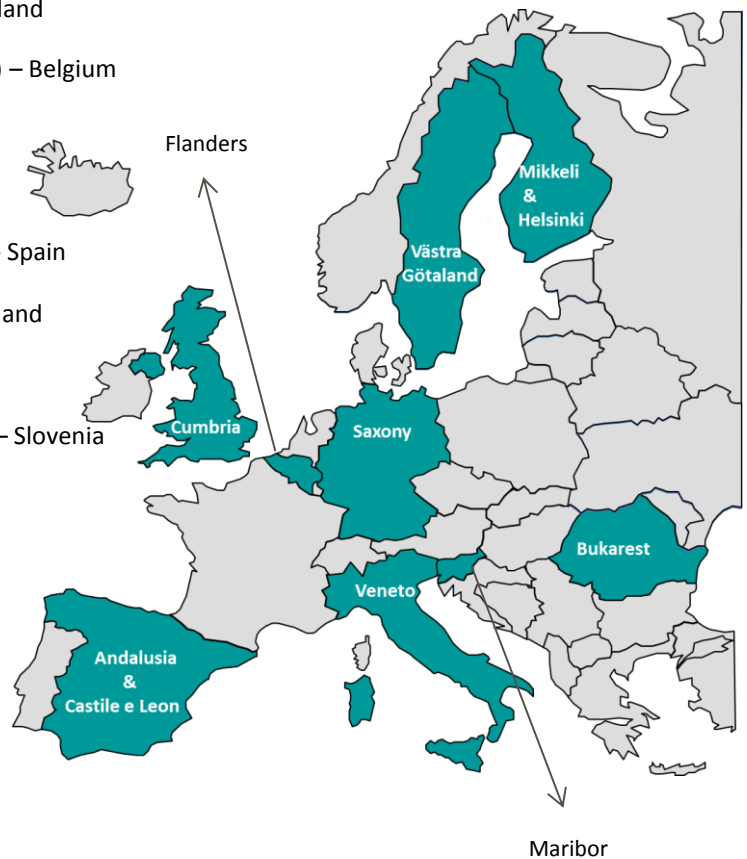 land
) – Belgium
Flanders
Mikkeli
&
Helsinki
Spain
Västra
Götaland
and
Cumbria
Saxony
– Slovenia
Bukarest
Veneto
Andalusia
&
Castile e Leon
Maribor